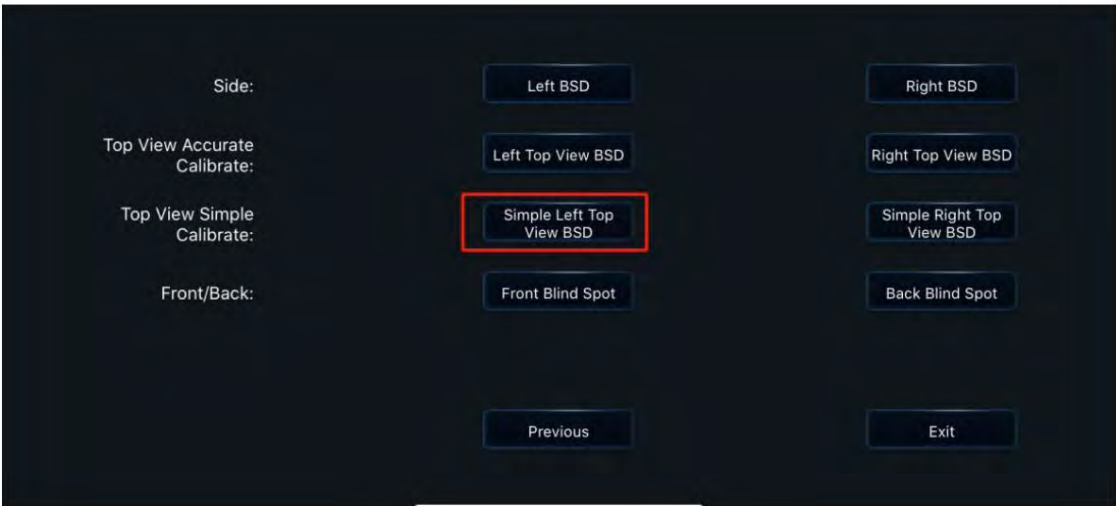 Side:
Left BSD
Right BSD
Top View Accurate
Calibrate:
Left Top View BSD
Right Top View BSD
Top View Simple
Calibrate:
Simple Left Top
View BSD
Simple Right Top
View BSD
Front/Back:
Front Blind Spot
Back Blind Spot
Previous
Exit